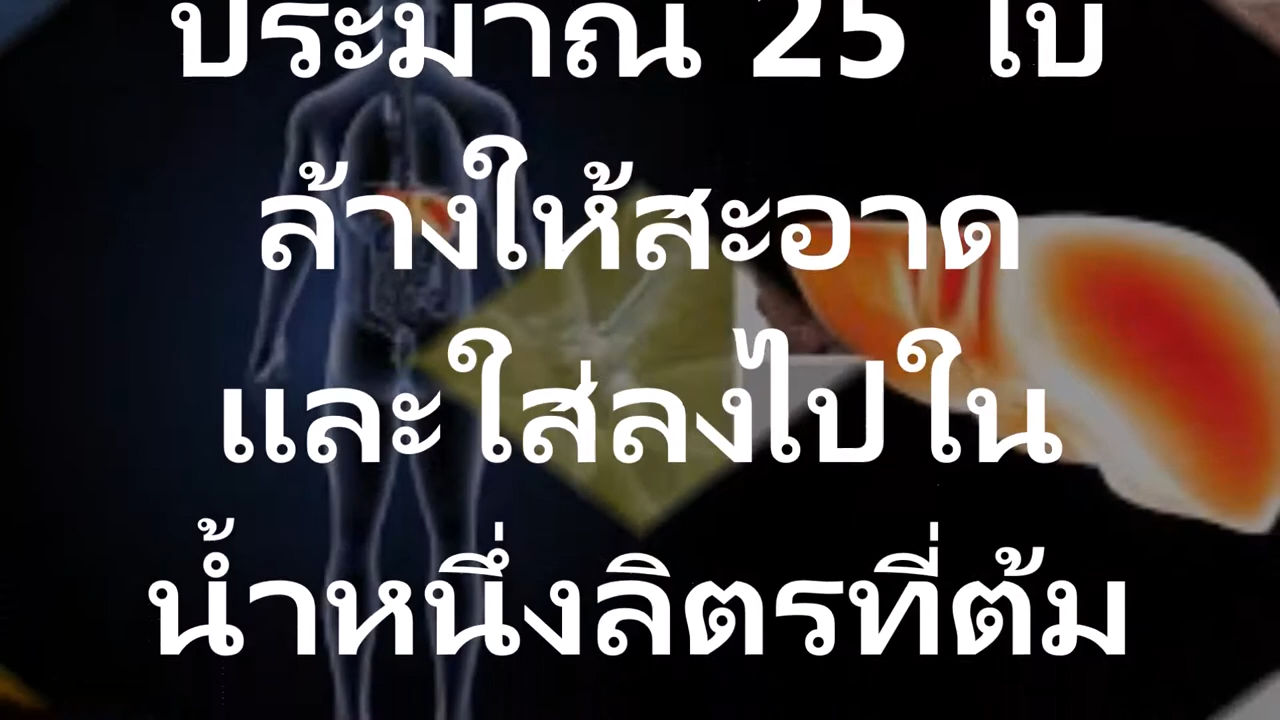 ประมาณ 25 ใบ
ล้างให้สะอาด
และใส่ลงไปใน
น้ำหนึ่งลิตรที่ต้ม